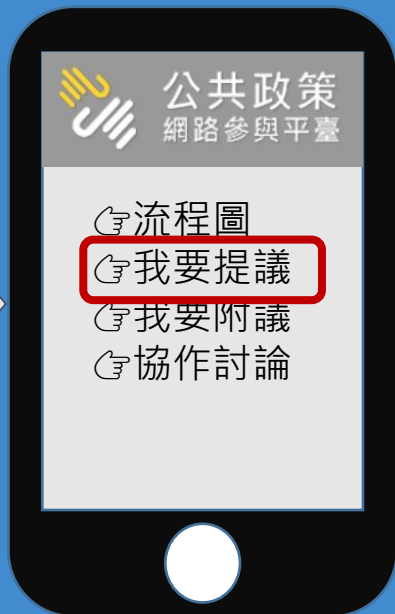 公共政策
網路參與平臺
👉流程圖
👉我要提議
👉我要附議
👉協作討論